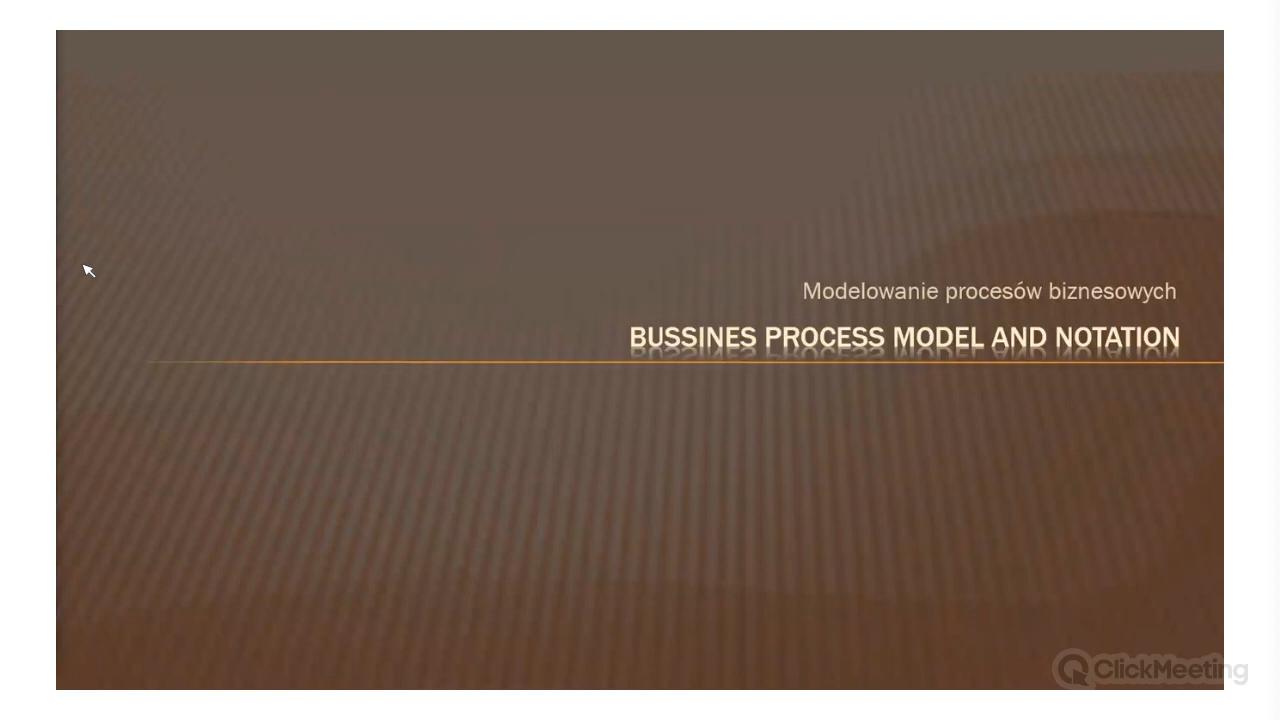 Modelowanie procesów biznesowych
BUSSINES PROCESS MODEL AND NOTATION
ClickMeeting